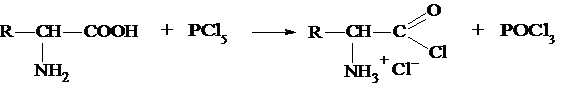 R—CH—COOH + PCl₅ ⟶ R—CH—C(=O)Cl + POCl₃
NH₂ NH₃⁺Cl⁻